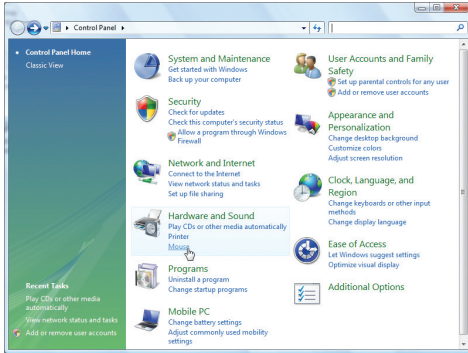 Control Panel
Control Panel Home
Classic View
System and Maintenance
Get started with Windows
Back up your computer
Security
Check for updates
Check this computer's security status
Allow a program through Windows
Firewall
Network and Internet
Connect to the Internet
View network status and tasks
Set up file sharing
Hardware and Sound
Play CDs or other media automatically
Printer
Mouse
Programs
Uninstall a program
Change startup programs
Mobile PC
Change battery settings
Adjust commonly used mobility
settings
User Accounts and Family
Safety
Set up parental controls for any user
Add or remove user accounts
Appearance and
Personalization
Change desktop background
Customize colors
Adjust screen resolution
Clock, Language, and
Region
Change keyboards or other input
methods
Change display language
Ease of Access
Let Windows suggest settings
Optimize visual display
Additional Options
Recent Tasks
Play CDs or other media
automatically
View network status and tasks
Add or remove user accounts